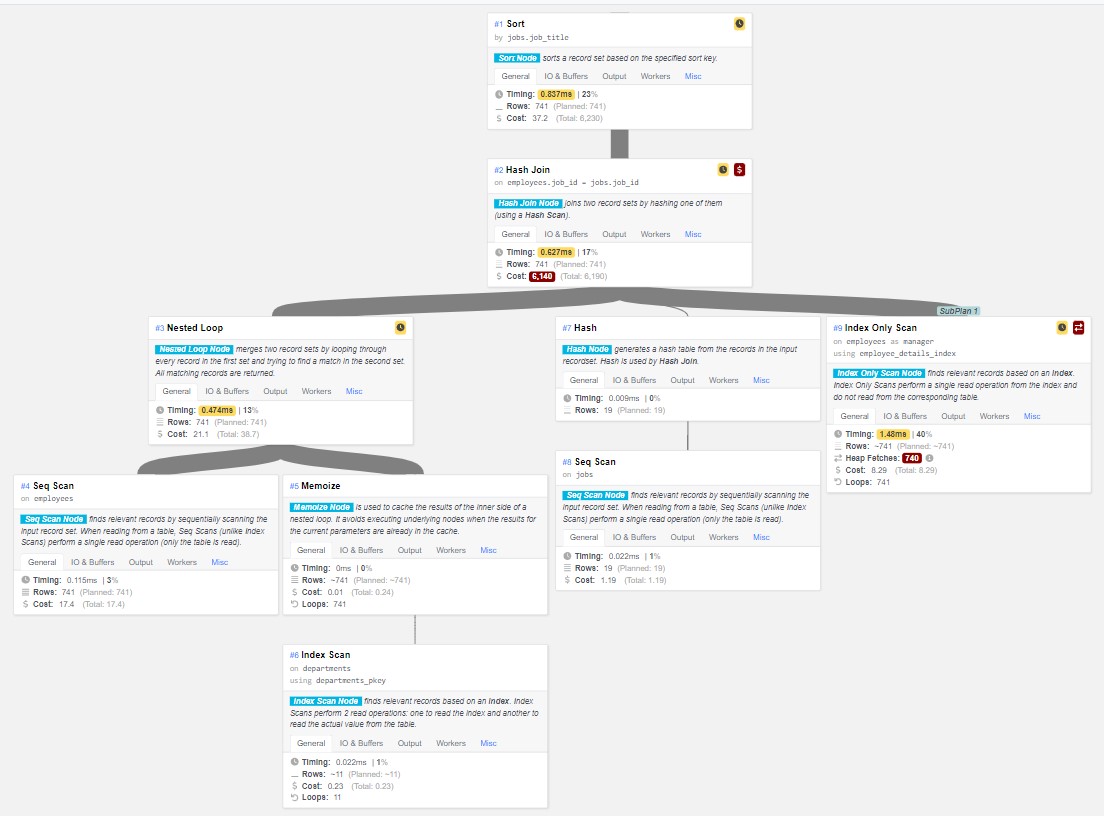 #1 Sort
by jobs.job_title
Sort Node sorts a record set based on the specified sort key.
General IO & Buffers Output Workers Misc
Timing: 0.837ms | 23%
Rows: 741 (Planned: 741)
$ Cost: 37.2 (Total: 6,230)
#2 Hash Join $
on employees.job_id = jobs.job_id
Hash Join Node joins two record sets by hashing one of them
(using a Hash Scan).
General IO & Buffers Output Workers Misc
Timing: 0.627ms | 17%
Rows: 741 (Planned: 741)
$ Cost: 6,140 (Total: 6,190)
#3 Nested Loop
Nested Loop Node merges two record sets by looping through
every record in the first set and trying to find a match in the second set.
All matching records are returned.
General IO & Buffers Output Workers Misc
Timing: 0.474ms | 13%
Rows: 741 (Planned: 741)
$ Cost: 21.1 (Total: 38.7)
#7 Hash
Hash Node generates a hash table from the records in the input
recordset. Hash is used by Hash Join.
General IO & Buffers Output Workers Misc
Timing: 0.009ms | 0%
Rows: 19 (Planned: 19)
SubPlan 1
#9 Index Only Scan
on employees as manager
using employee_details_index
Index Only Scan Node finds relevant records based on an Index.
Index Only Scans perform a single read operation from the index and
do not read from the corresponding table.
General IO & Buffers Output Workers Misc
Timing: 1.48ms | 40%
Rows: ~741 (Planned: ~741)
Heap Fetches: 740
$ Cost: 8.29 (Total: 8.29)
Loops: 741
#4 Seq Scan
on employees
Seq Scan Node finds relevant records by sequentially scanning the
input record set. When reading from a table, Seq Scans (unlike Index
Scans) perform a single read operation (only the table is read).
General IO & Buffers Output Workers Misc
Timing: 0.115ms | 3%
Rows: 741 (Planned: 741)
$ Cost: 17.4 (Total: 17.4)
#5 Memoize
Memoize Node is used to cache the results of the inner side of a
nested loop. It avoids executing underlying nodes when the results for
the current parameters are already in the cache.
General IO & Buffers Output Workers Misc
Timing: 0ms | 0%
Rows: ~741 (Planned: ~741)
$ Cost: 0.01 (Total: 0.24)
Loops: 741
#8 Seq Scan
on jobs
Seq Scan Node finds relevant records by sequentially scanning the
input record set. When reading from a table, Seq Scans (unlike Index
Scans) perform a single read operation (only the table is read).
General IO & Buffers Output Workers Misc
Timing: 0.022ms | 1%
Rows: 19 (Planned: 19)
$ Cost: 1.19 (Total: 1.19)
#6 Index Scan
on departments
using departments_pkey
Index Scan Node finds relevant records based on an Index. Index
Scans perform 2 read operations: one to read the index and another to
read the actual value from the table.
General IO & Buffers Output Workers Misc
Timing: 0.022ms | 1%
Rows: ~11 (Planned: ~11)
$ Cost: 0.23 (Total: 0.23)
Loops: 11